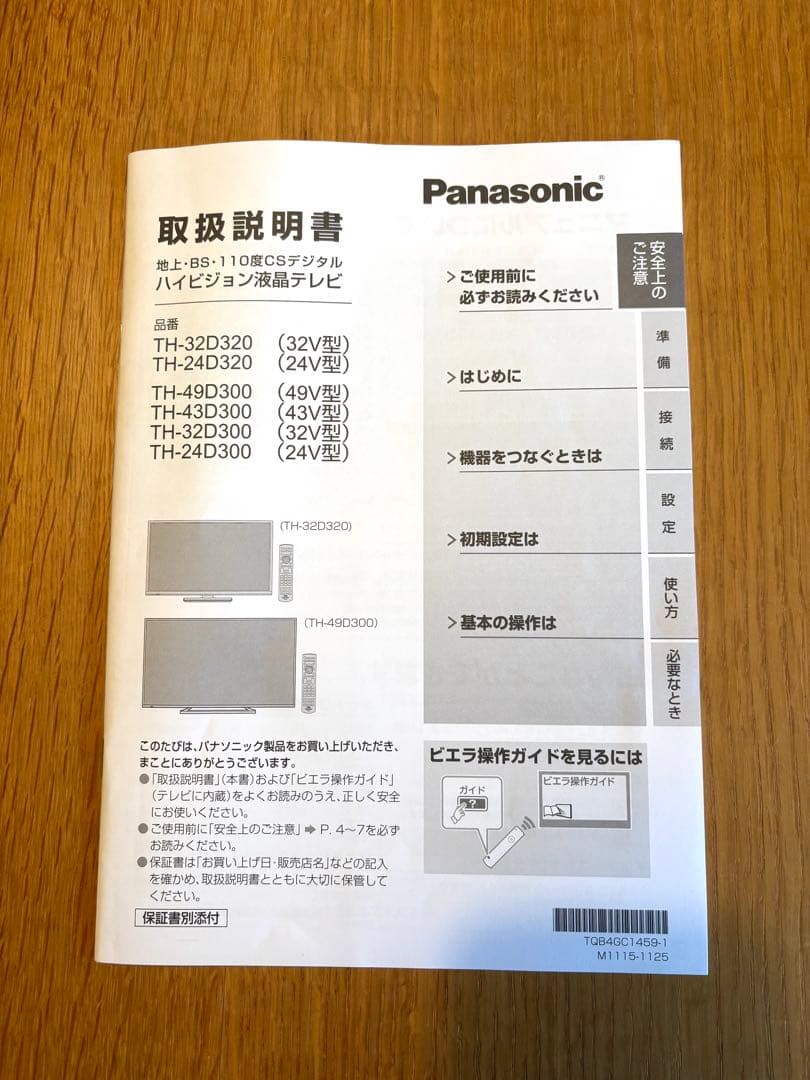 Panasonic®
取扱説明書
地上・BS・110度CSデジタル
ハイビジョン液晶テレビ
品番
TH-32D320 (32V型)
TH-24D320 (24V型)
TH-49D300 (49V型)
TH-43D300 (43V型)
TH-32D300 (32V型)
TH-24D300 (24V型)
(TH-32D320)
(TH-49D300)
このたびは、パナソニック製品をお買い上げいただき、
まことにありがとうございます。
●「取扱説明書」(本書)および「ビエラ操作ガイド」
(テレビに内蔵)をよくお読みのうえ、正しく安全
にお使いください。
●ご使用前に「安全上のご注意」➡ P. 4～7を必ず
お読みください。
●保証書は「お買い上げ日・販売店名」などの記入
を確かめ、取扱説明書とともに大切に保管して
ください。
保証書別添付
>ご使用前に
必ずお読みください
>はじめに
>機器をつなぐときは
>初期設定は
>基本の操作は
安全上の
ご注意
準備
接続
設定
使い方
必要なとき
ビエラ操作ガイドを見るには
ガイド
?
ビエラ操作ガイド
TQB4GC1459-1
M1115-1125